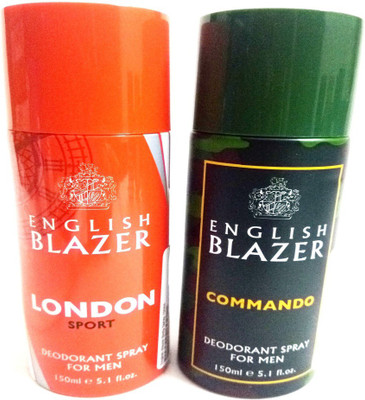 ENGLISH
BLAZER
LONDON
SPORT
DEODORANT SPRAY
FOR MEN
150ml e 5.1 fl.oz.
ENGLISH
BLAZER
COMMANDO
DEODORANT SPRAY
FOR MEN
150ml e 5.1 fl.oz.